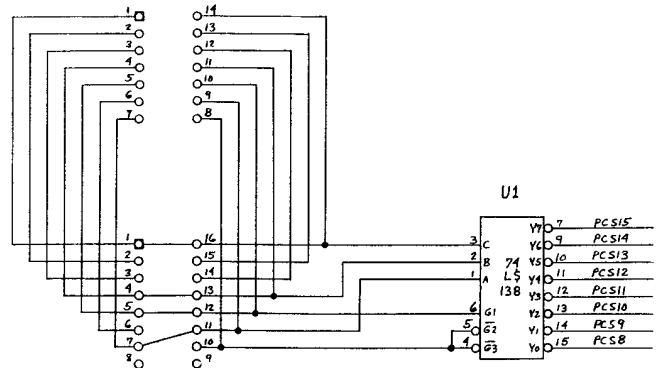 1 14
2 13
3 12
4 11
5 10
6 9
7 8
U1
1 16
2 15
3 14
4 13
5 12
6 11
7 10
8 9
3 C
2 B
1 A
6 G1
5 G2
4 G3
74
LS
138
Y7 7 PCS15
Y6 9 PCS14
Y5 10 PCS13
Y4 11 PCS12
Y3 12 PCS11
Y2 13 PCS10
Y1 14 PCS9
Y0 15 PCS8